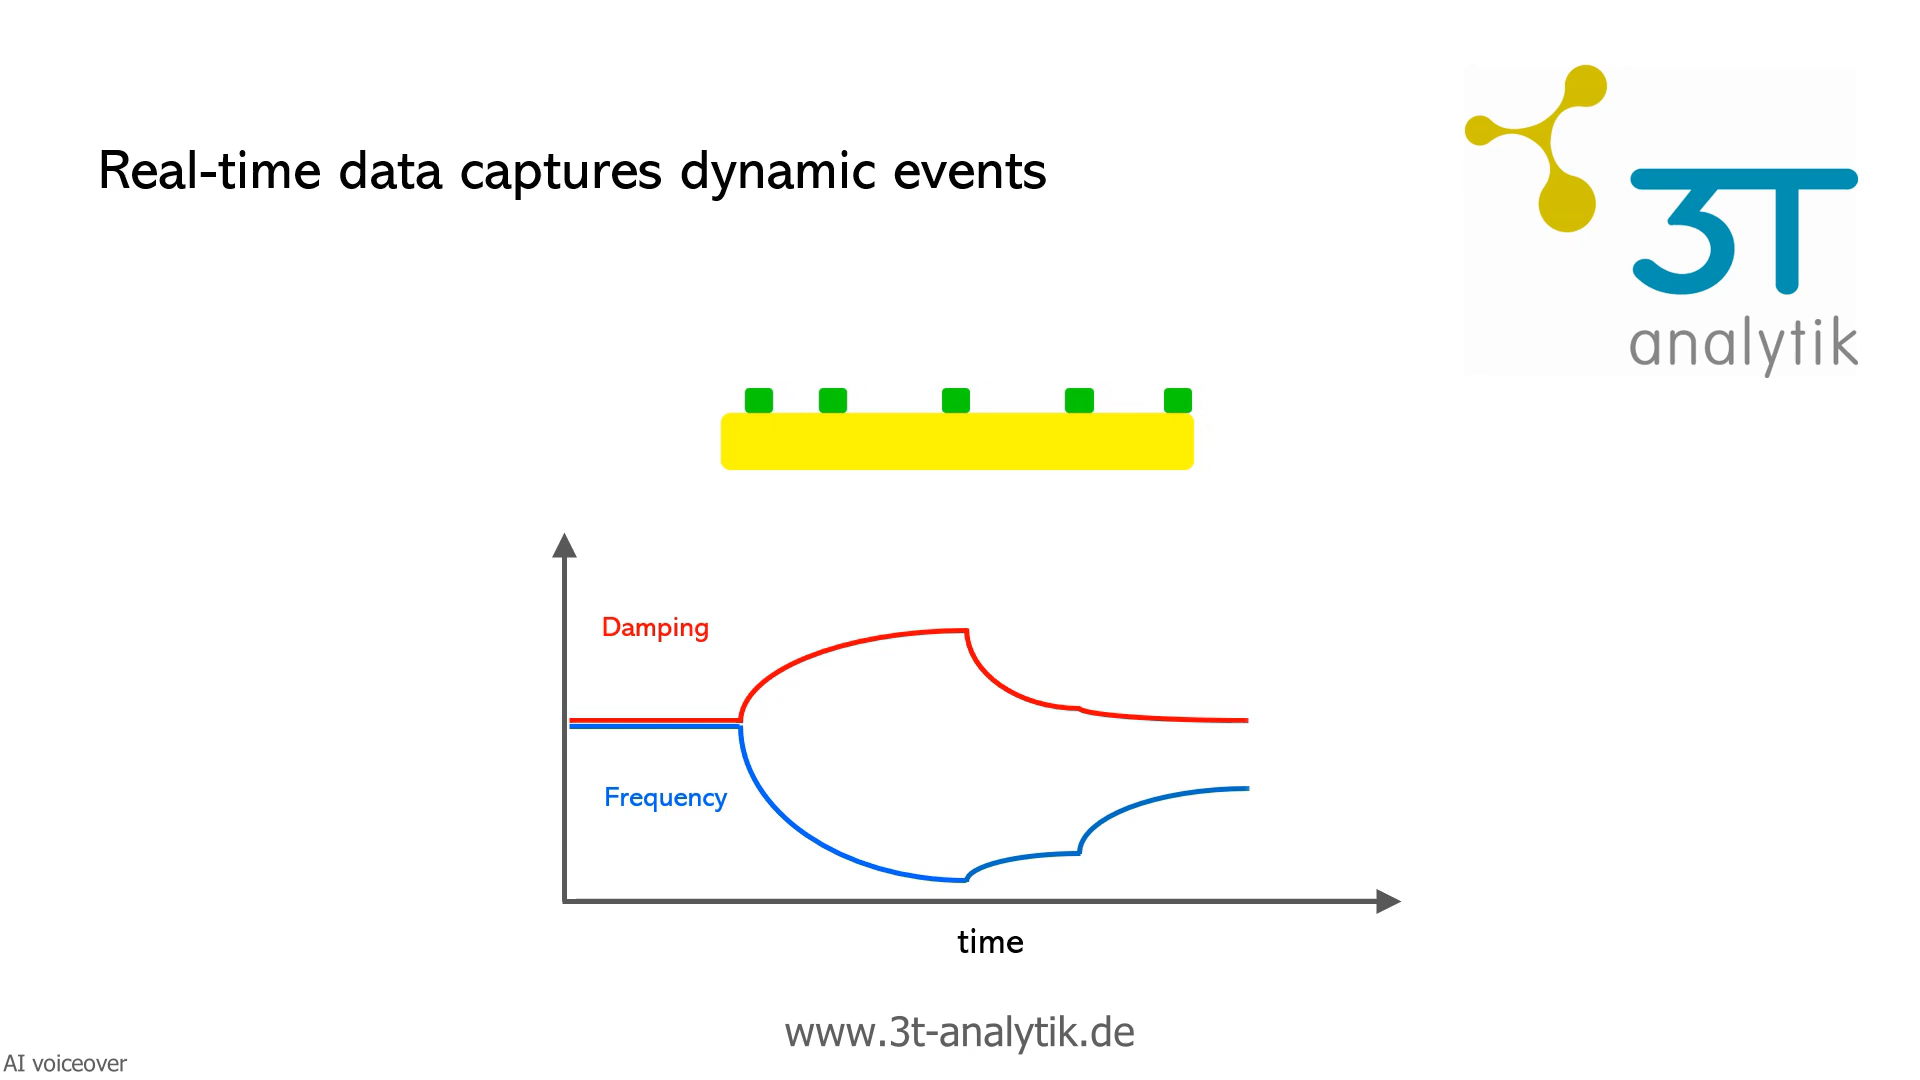 Real-time data captures dynamic events
3T
analytik
Damping
Frequency
time
www.3t-analytik.de
AI voiceover